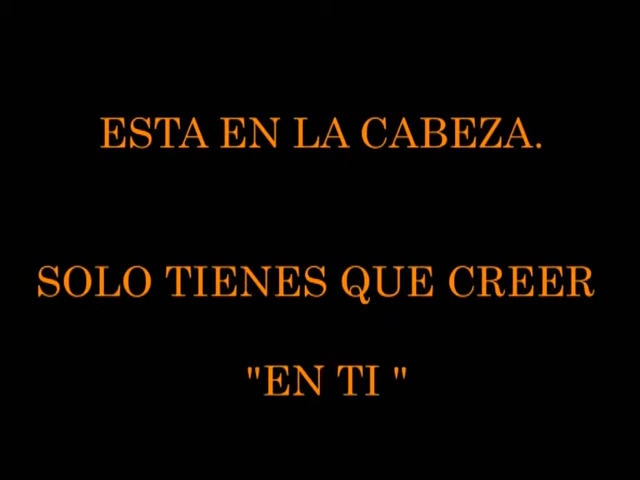 ESTA EN LA CABEZA.
SOLO TIENES QUE CREER
"EN TI "